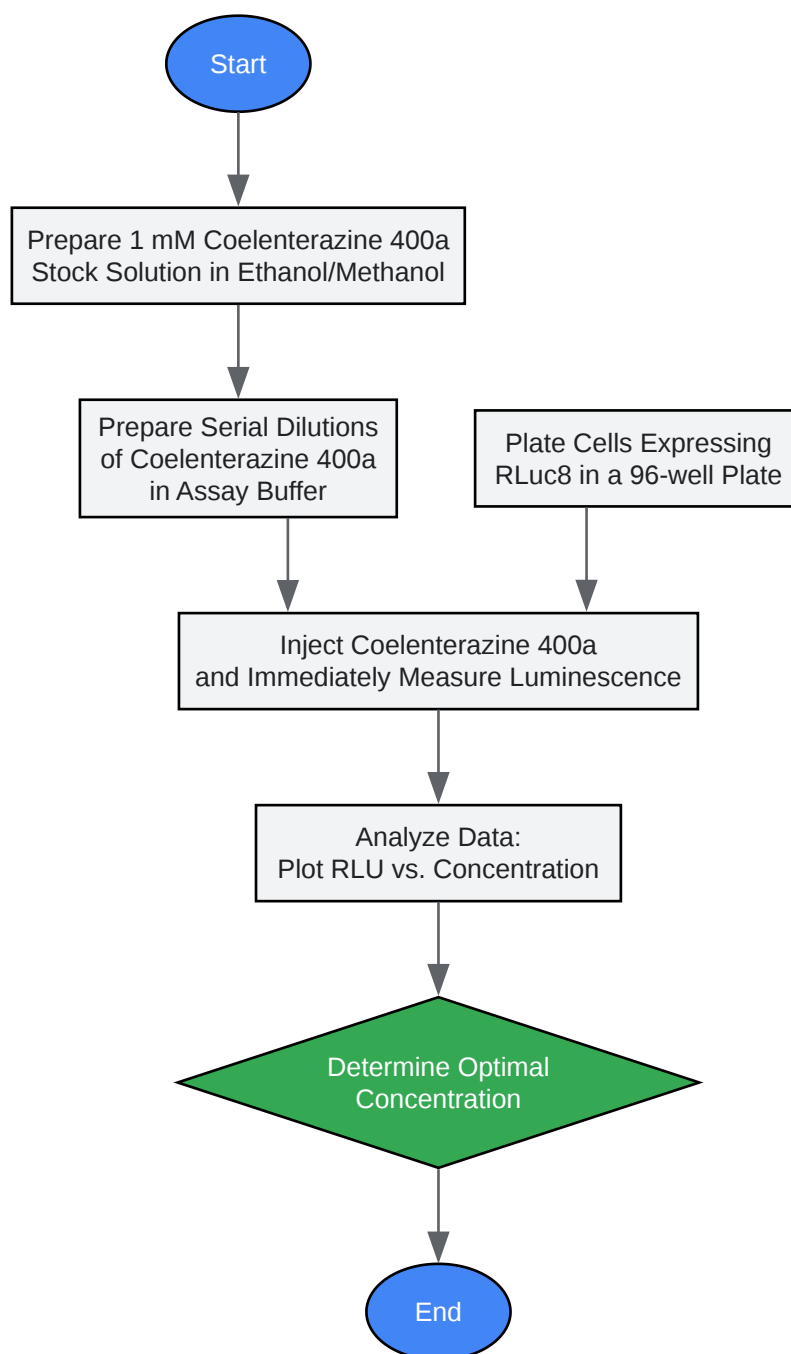 Start
Prepare 1 mM Coelenterazine 400a
Stock Solution in Ethanol/Methanol
Prepare Serial Dilutions
of Coelenterazine 400a
in Assay Buffer
Plate Cells Expressing
RLuc8 in a 96-well Plate
Inject Coelenterazine 400a
and Immediately Measure Luminescence
Analyze Data:
Plot RLU vs. Concentration
Determine Optimal
Concentration
End